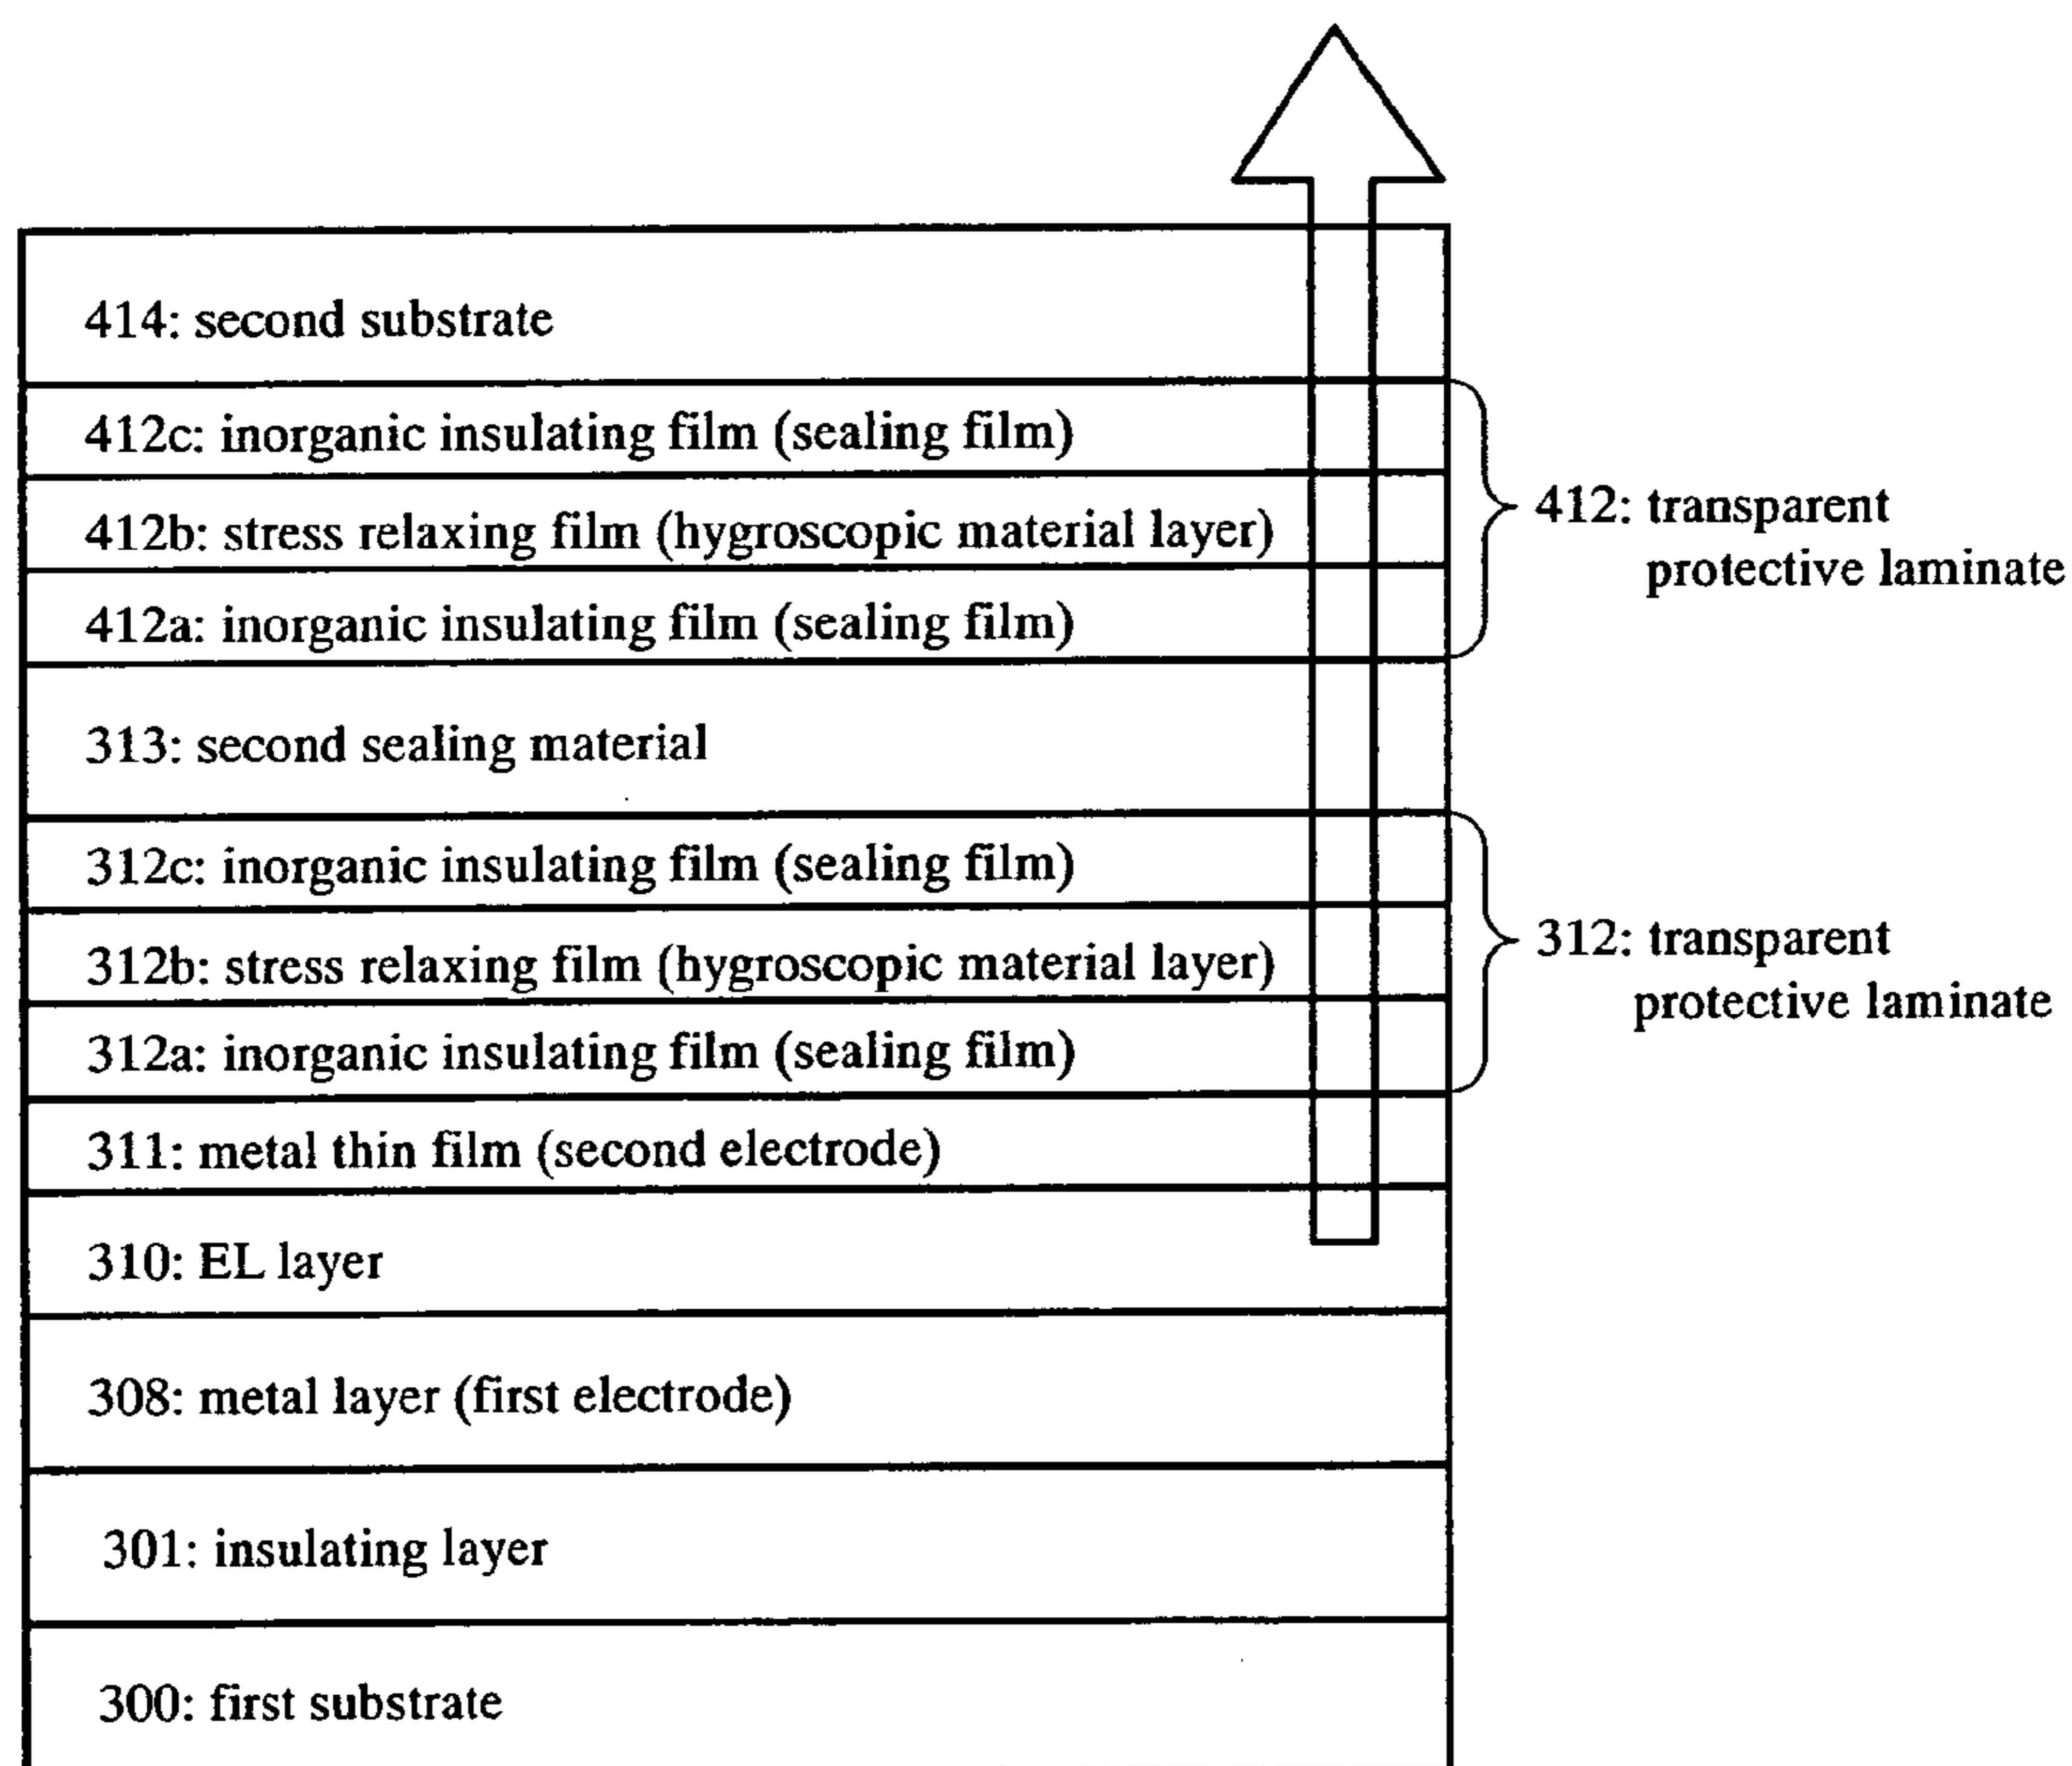 414: second substrate
412c: inorganic insulating film (sealing film)
412b: stress relaxing film (hygroscopic material layer)
412a: inorganic insulating film (sealing film)
412: transparent
protective laminate
313: second sealing material
312c: inorganic insulating film (sealing film)
312b: stress relaxing film (hygroscopic material layer)
312a: inorganic insulating film (sealing film)
312: transparent
protective laminate
311: metal thin film (second electrode)
310: EL layer
308: metal layer (first electrode)
301: insulating layer
300: first substrate